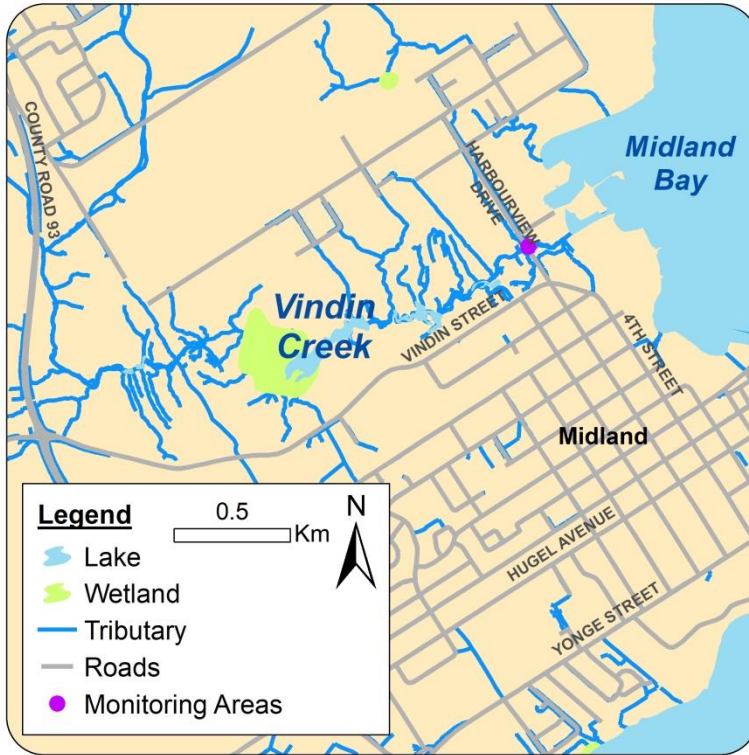 COUNTY ROAD 93
HARBOURVIEW
DRIVE
Midland
Bay
Vindin
Creek
VINDIN STREET
4TH STREET
Midland
HUGEL AVENUE
YONGE STREET
Legend
0.5
Km
N
Lake
Wetland
Tributary
Roads
Monitoring Areas